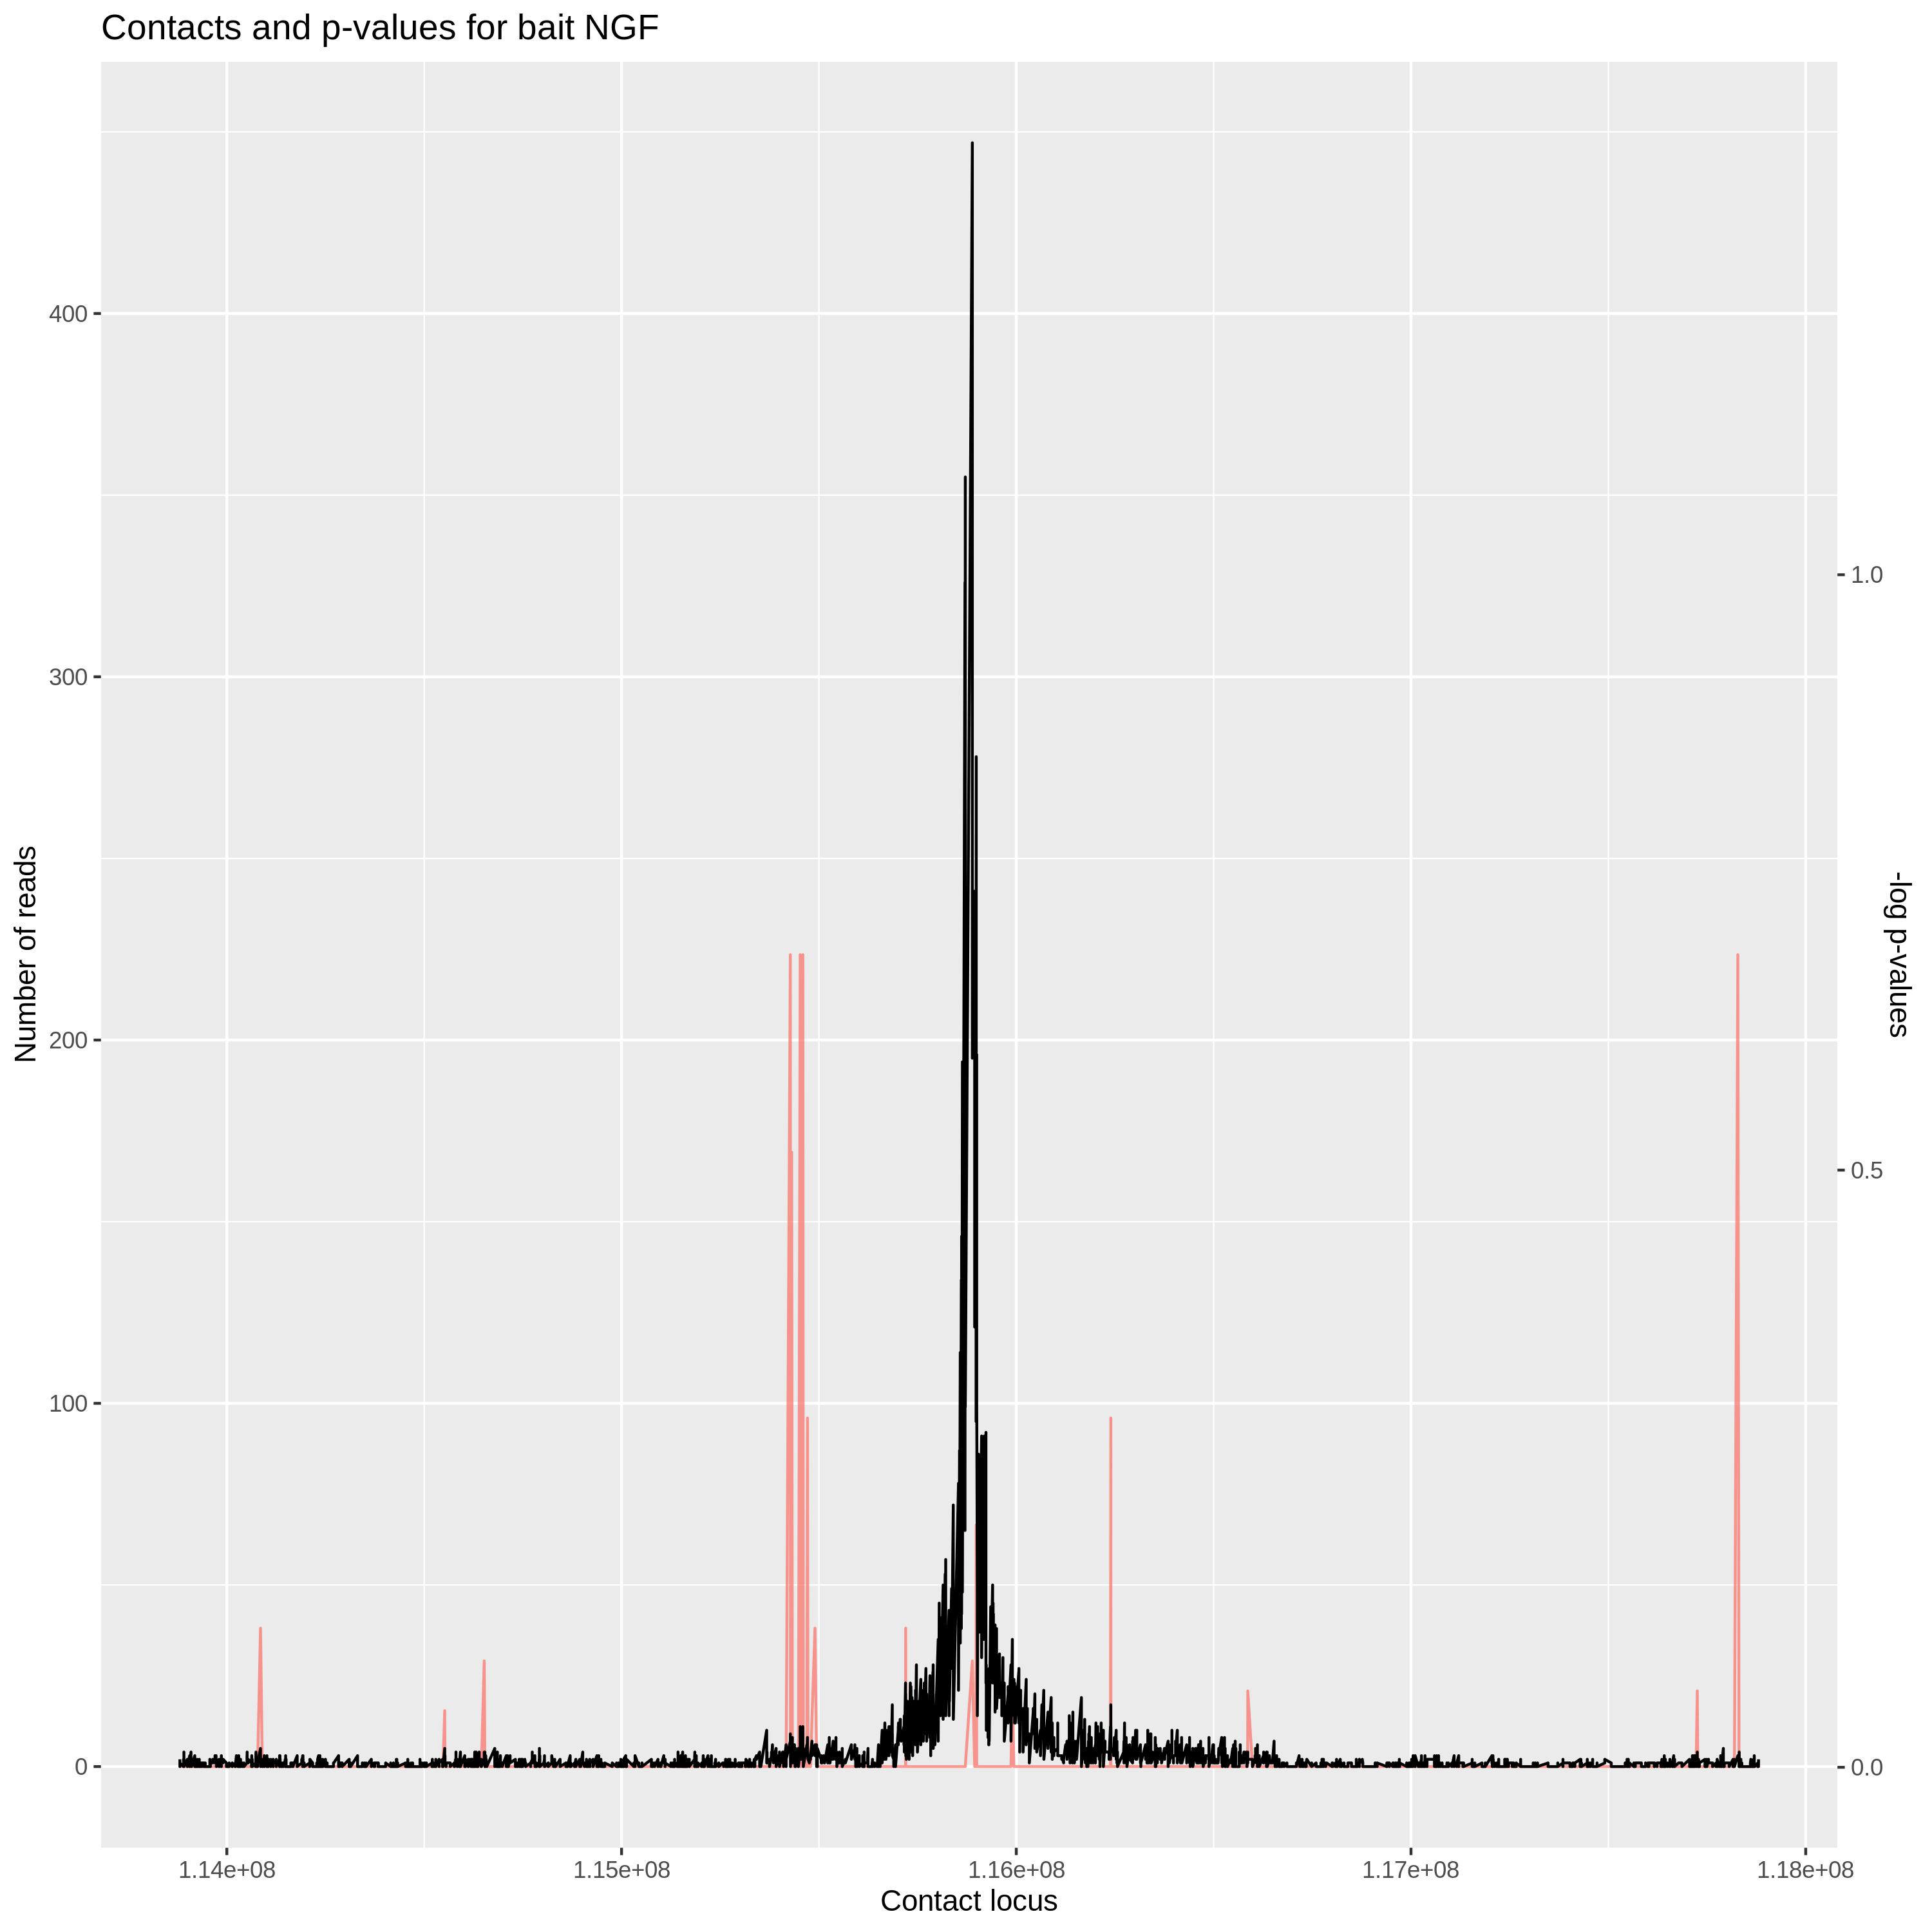 Contacts and p-values for bait NGF
Number of reads
400
300
200
100
0
1.0
0.5
0.0
-log p-values
1.14e+08
1.15e+08
1.16e+08
1.17e+08
1.18e+08
Contact locus